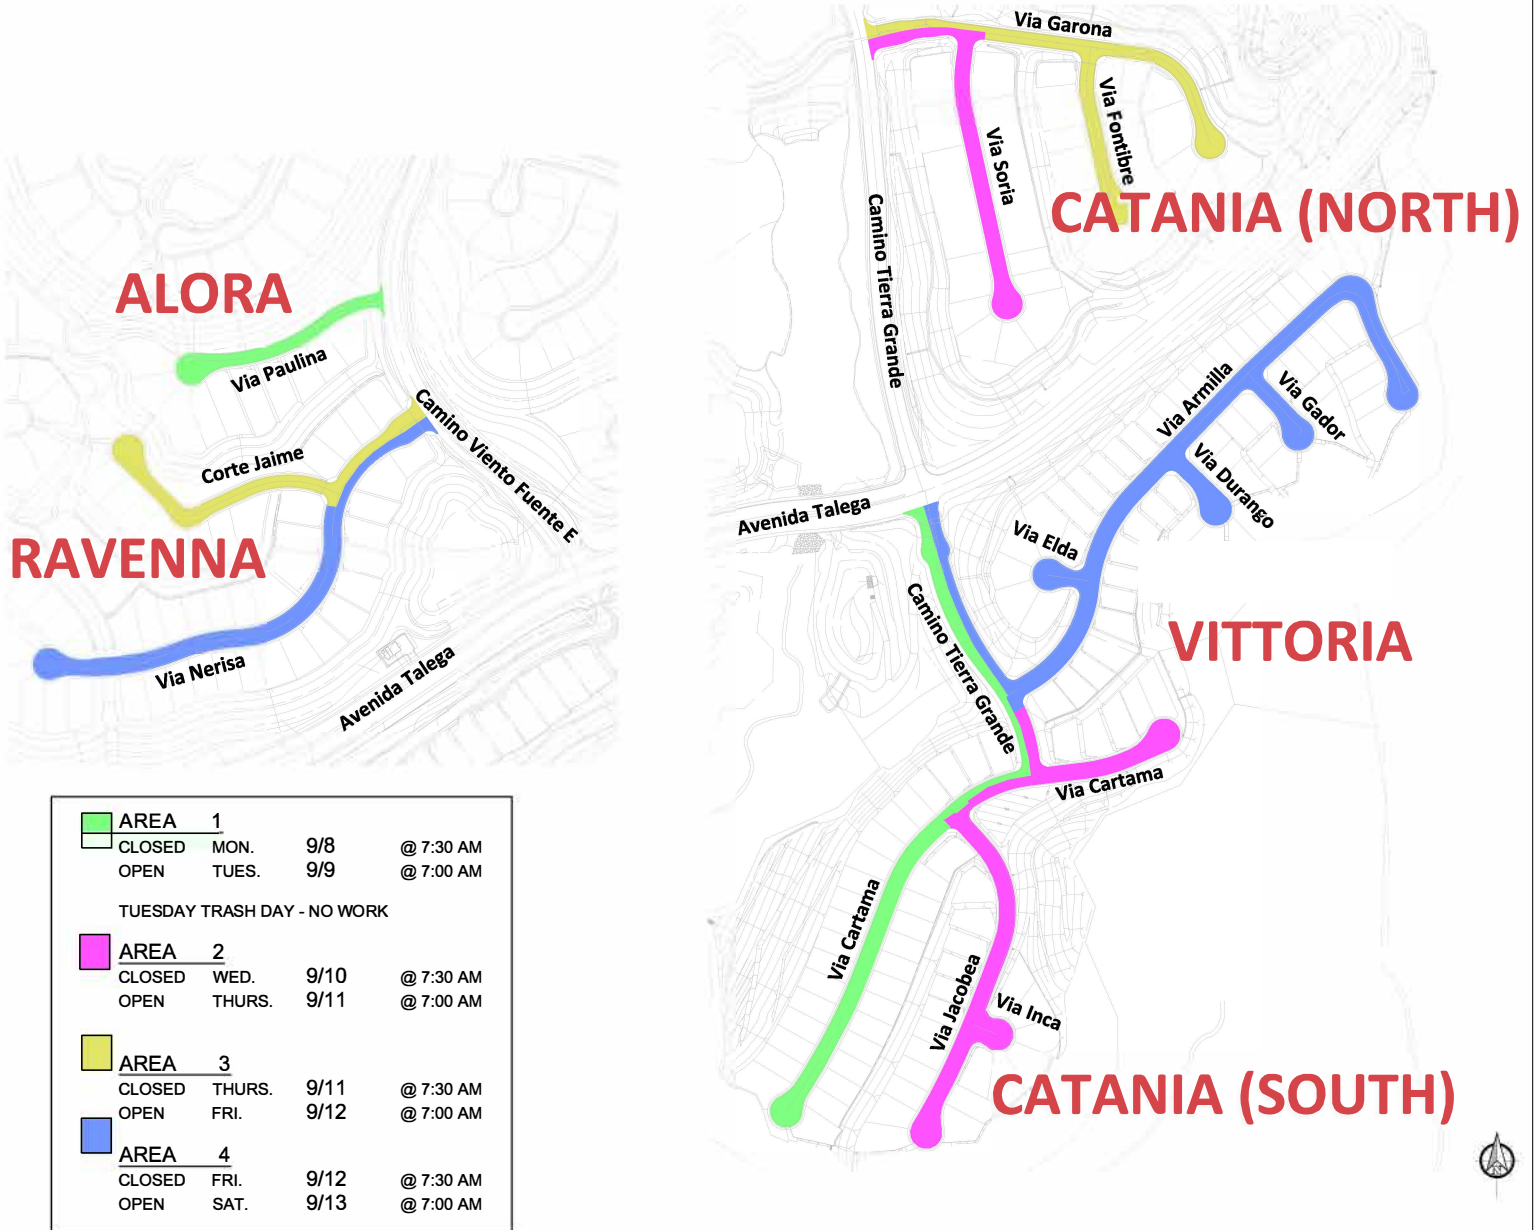 Via Garona
Via Fontibre
Via Soria
CATANIA (NORTH)
Camino Tierra Grande
ALORA
Via Paulina
Camino Viento Fuente E
Corte Jaime
RAVENNA
Via Nerisa
Avenida Talega
Via Armilla
Via Gador
Via Durango
Avenida Talega
Via Elda
Camino Tierra Grande
VITTORIA
Via Cartama
Via Cartama
Via Jacobea
Via Inca
CATANIA (SOUTH)
N
AREA 1
CLOSED MON. 9/8 @ 7:30 AM
OPEN TUES. 9/9 @ 7:00 AM
TUESDAY TRASH DAY - NO WORK
AREA 2
CLOSED WED. 9/10 @ 7:30 AM
OPEN THURS. 9/11 @ 7:00 AM
AREA 3
CLOSED THURS. 9/11 @ 7:30 AM
OPEN FRI. 9/12 @ 7:00 AM
AREA 4
CLOSED FRI. 9/12 @ 7:30 AM
OPEN SAT. 9/13 @ 7:00 AM